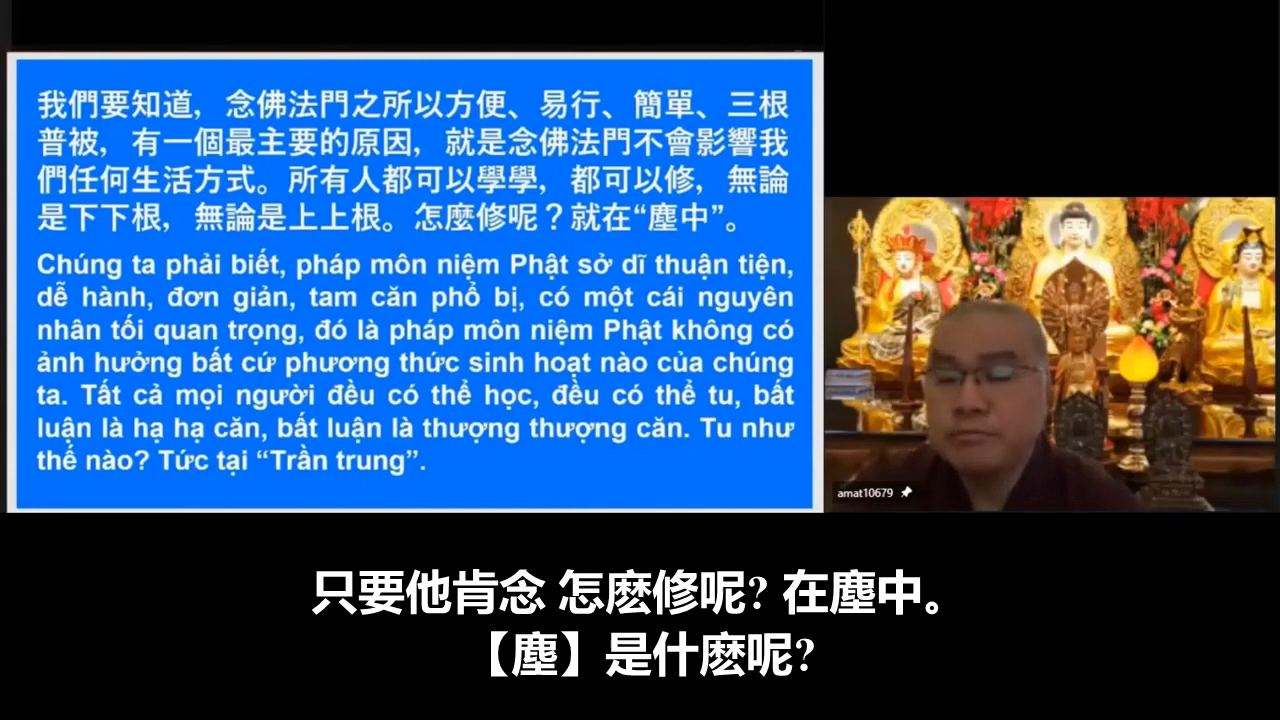 我們要知道，念佛法門之所以方便、易行、簡單、三根
普被，有一個最主要的原因，就是念佛法門不會影響我
們任何生活方式。所有人都可以學學，都可以修，無論
是下下根，無論是上上根。怎麼修呢？就在“塵中”。
Chúng ta phải biết, pháp môn niệm Phật sở dĩ thuận tiện,
dễ hành, đơn giản, tam căn phổ bị, có một cái nguyên
nhân tối quan trọng, đó là pháp môn niệm Phật không có
ảnh hưởng bất cứ phương thức sinh hoạt nào của chúng
ta. Tất cả mọi người đều có thể học, đều có thể tu, bất
luận là hạ hạ căn, bất luận là thượng thượng căn. Tu như
thế nào? Tức tại “Trần trung”.
amat10679
只要他肯念 怎麽修呢? 在塵中。
【塵】是什麽呢?